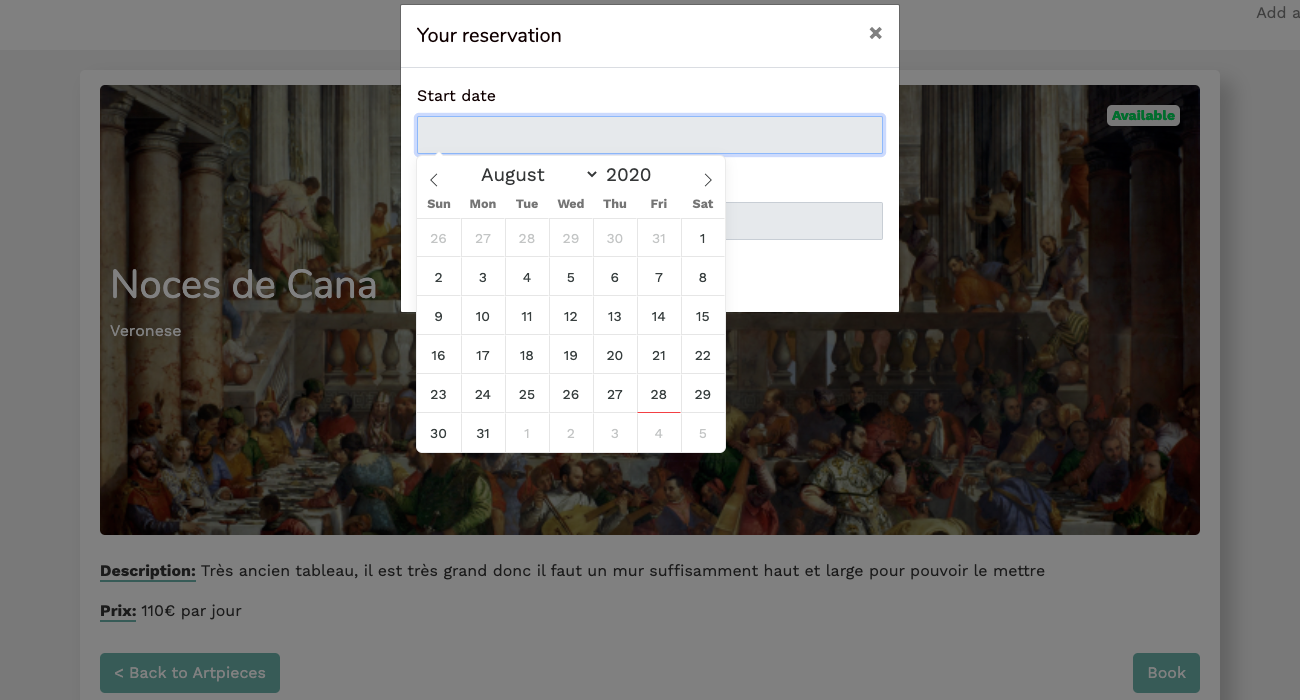 Add a
Your reservation ×
Start date
Available
August 2020
Sun Mon Tue Wed Thu Fri Sat
26 27 28 29 30 31 1
2 3 4 5 6 7 8
9 10 11 12 13 14 15
16 17 18 19 20 21 22
23 24 25 26 27 28 29
30 31 1 2 3 4 5
Noces de Cana
Veronese
Description: Très ancien tableau, il est très grand donc il faut un mur suffisamment haut et large pour pouvoir le mettre
Prix: 110€ par jour
< Back to Artpieces
Book